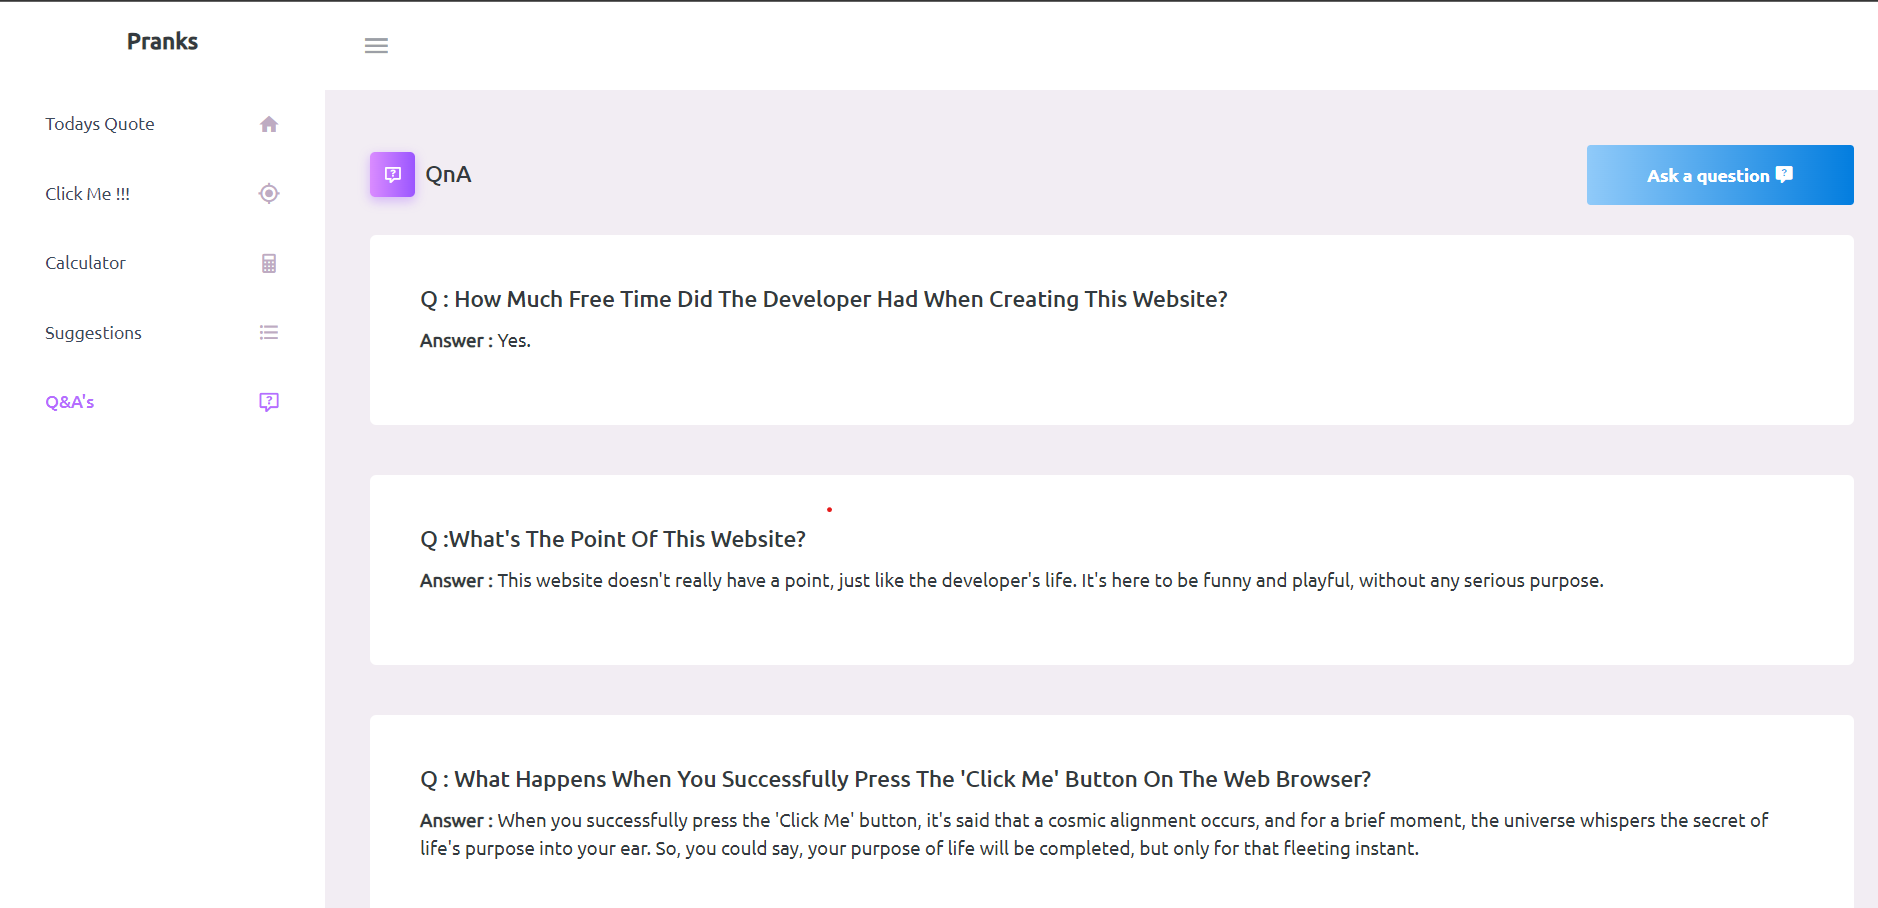 Pranks
Todays Quote
Click Me !!!
Calculator
Suggestions
Q&A's
QnA
Ask a question
Q : How Much Free Time Did The Developer Had When Creating This Website?
Answer : Yes.
Q :What's The Point Of This Website?
Answer : This website doesn't really have a point, just like the developer's life. It's here to be funny and playful, without any serious purpose.
Q : What Happens When You Successfully Press The 'Click Me' Button On The Web Browser?
Answer : When you successfully press the 'Click Me' button, it's said that a cosmic alignment occurs, and for a brief moment, the universe whispers the secret of
life's purpose into your ear. So, you could say, your purpose of life will be completed, but only for that fleeting instant.